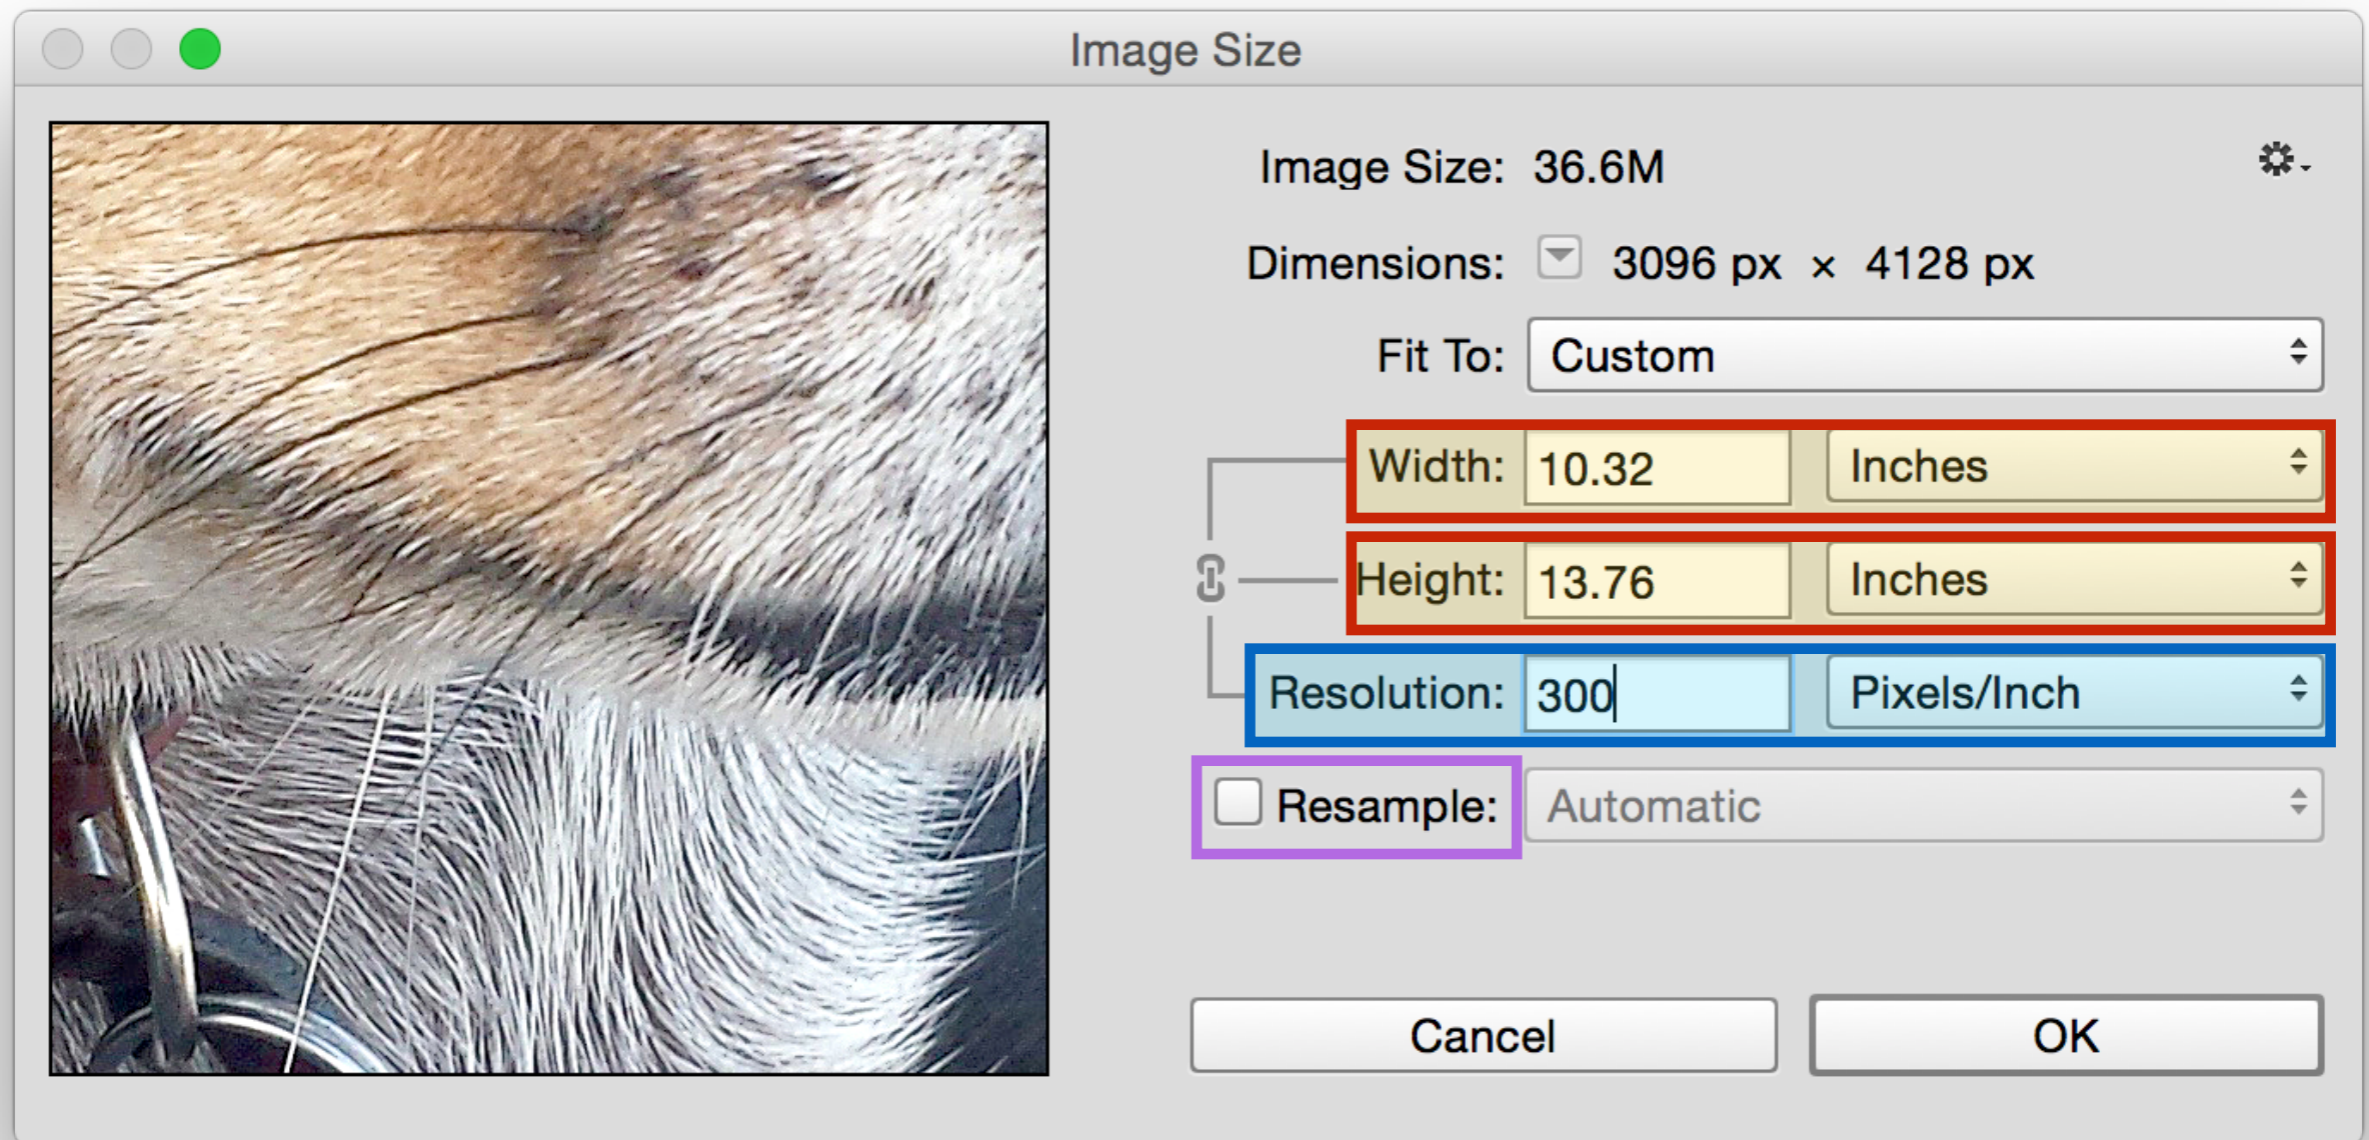 Image Size
Image Size: 36.6M
Dimensions: 3096 px × 4128 px
Fit To: Custom
Width: 10.32 Inches
Height: 13.76 Inches
Resolution: 300 Pixels/Inch
Resample: Automatic
Cancel OK